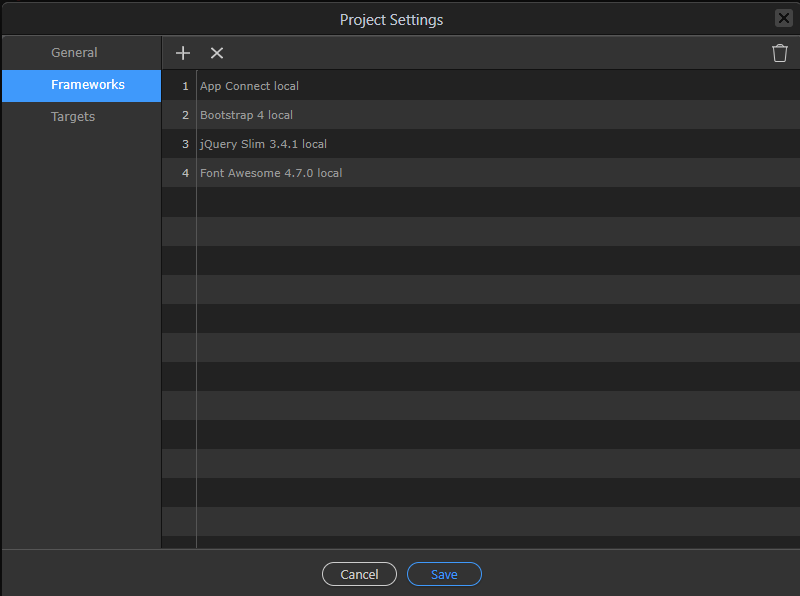 Project Settings
General
Frameworks
Targets
1 App Connect local
2 Bootstrap 4 local
3 jQuery Slim 3.4.1 local
4 Font Awesome 4.7.0 local
Cancel
Save